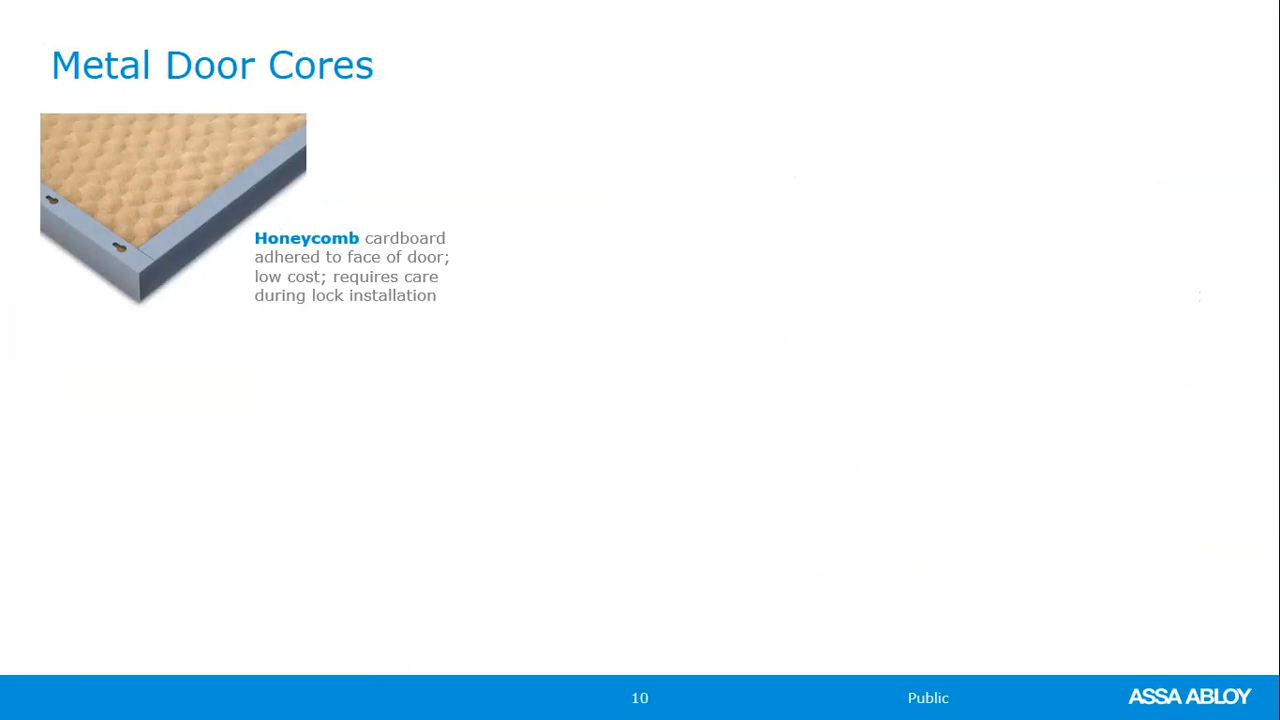 Metal Door Cores
Honeycomb cardboard
adhered to face of door;
low cost; requires care
during lock installation
10
Public
ASSA ABLOY